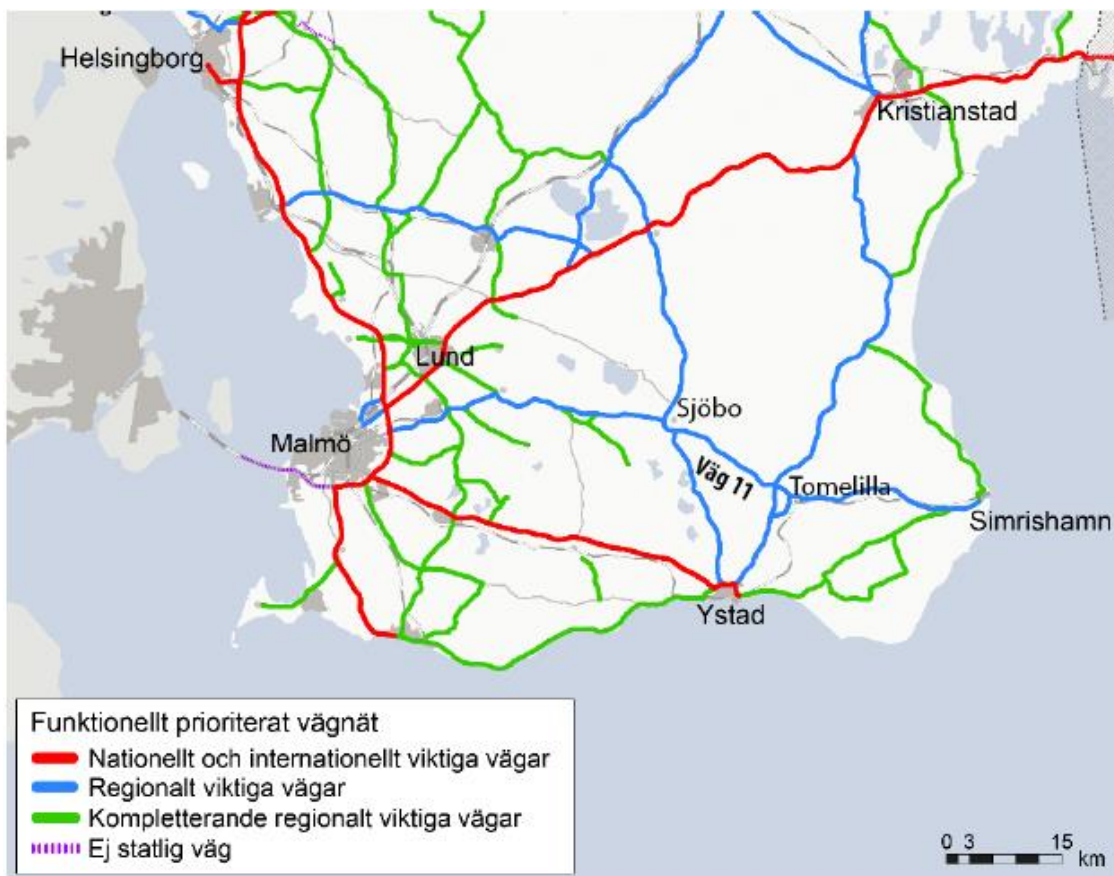 Helsingborg
Kristianstad
Lund
Sjöbo
Malmö
Väg 11
Tomelilla
Simrishamn
Ystad
Funktionellt prioriterat vägnät
Nationellt och internationellt viktiga vägar
Regionalt viktiga vägar
Kompletterande regionalt viktiga vägar
Ej statlig väg
0 3 15
km